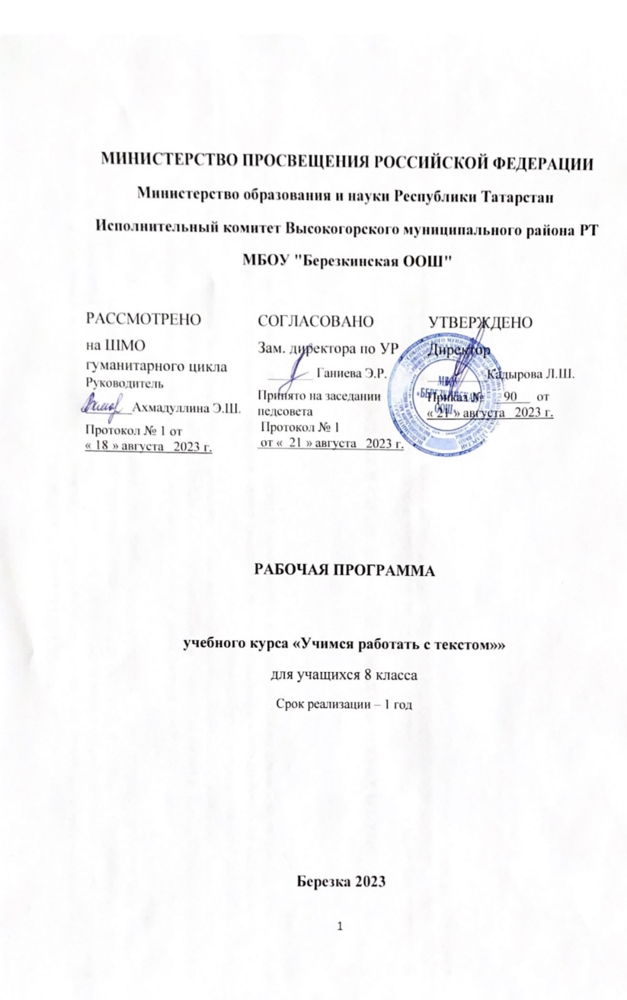 МИНИСТЕРСТВО ПРОСВЕЩЕНИЯ РОССИЙСКОЙ ФЕДЕРАЦИИ
Министерство образования и науки Республики Татарстан
Исполнительный комитет Высокогорского муниципального района РТ
МБОУ "Березкинская ООШ"
РАССМОТРЕНО
на ШМО
гуманитарного цикла
Руководитель
Ахмадуллина Э.Ш.
Протокол № 1 от
« 18 » августа 2023 г.
СОГЛАСОВАНО
Зам. директора по УР
Ганиева Э.Р.
Принято на заседании
педсовета
Протокол № 1
от « 21 » августа 2023 г.
УТВЕРЖДЕНО
Директор
Кадырова Л.Ш.
Приказ № 90 от
« 21 » августа 2023 г.
МБОУ
«БЕРЕЗКИНСКАЯ
ООШ»
РАБОЧАЯ ПРОГРАММА
учебного курса «Учимся работать с текстом»»
для учащихся 8 класса
Срок реализации – 1 год
Березка 2023
1